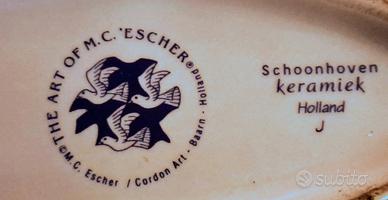 THE ART OF M.C. ESCHER®
© M.C. Escher / Cordon Art - Baarn - Holland
Schoonhoven
keramiek
Holland
J
subito